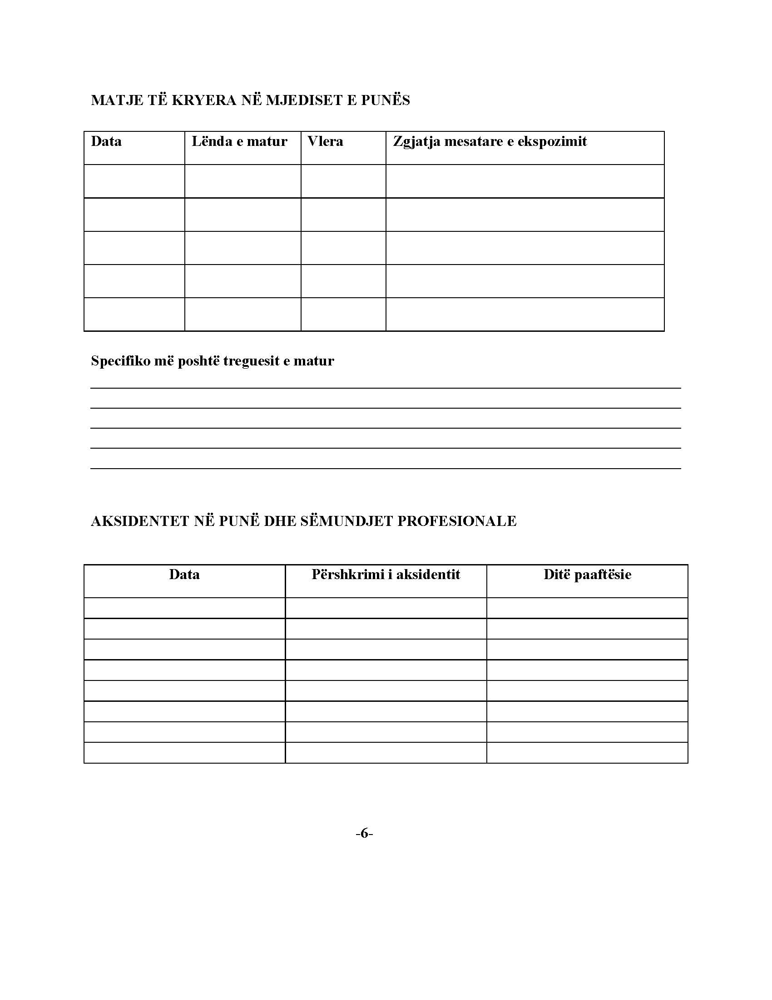 MATJE TË KRYERA NË MJEDISET E PUNËS
Data Lënda e matur Vlera Zgjatja mesatare e ekspozimit
Specifiko më poshtë treguesit e matur
AKSIDENTET NË PUNË DHE SËMUNDJET PROFESIONALE
Data Përshkrimi i aksidentit Ditë paaftësie
-6-